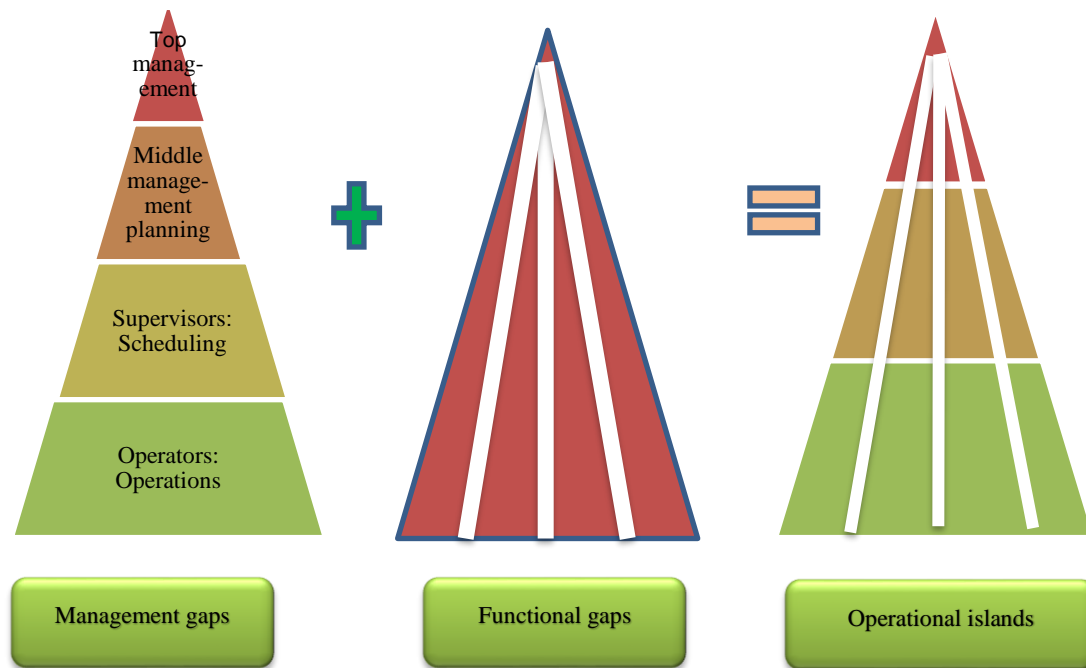 Top
manag-
ement
Middle
manage-
ment
planning
Supervisors:
Scheduling
Operators:
Operations
Management gaps
Functional gaps
Operational islands